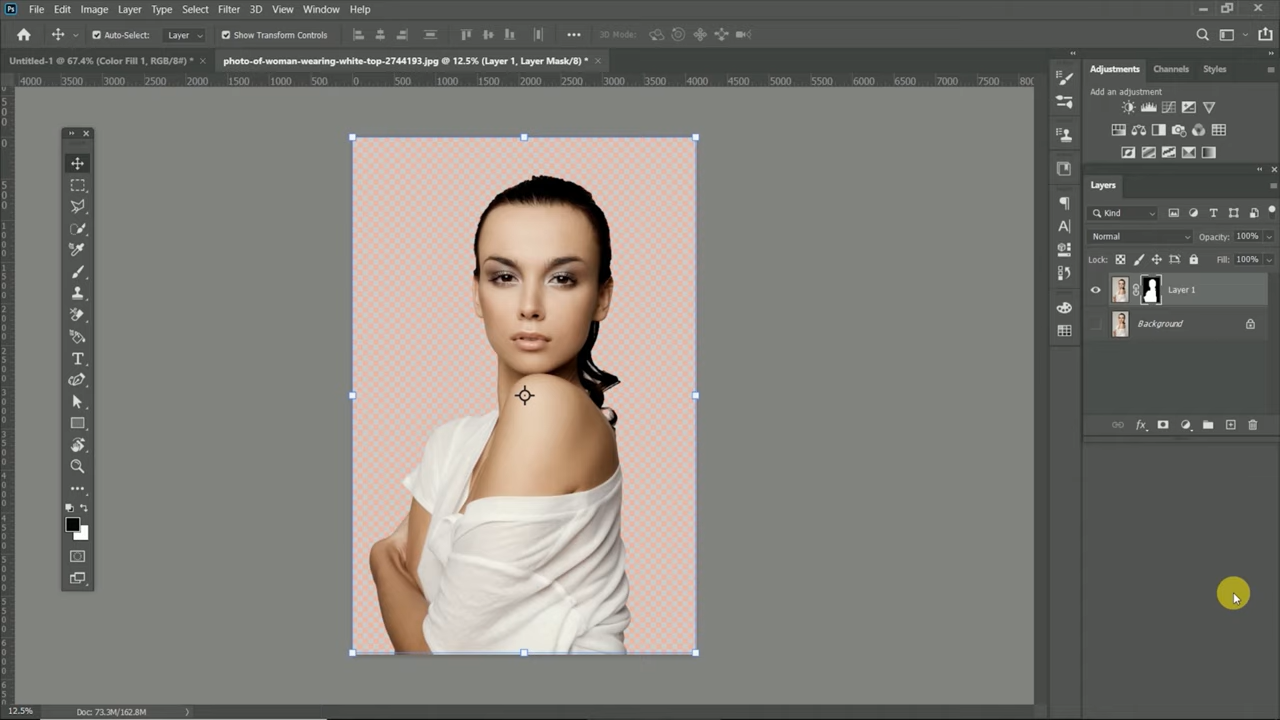 Ps File Edit Image Layer Type Select Filter 3D View Window Help
Auto-Select: Layer Show Transform Controls 3D Mode:
Untitled-1 @ 67.4% (Color Fill 1, RGB/8#) * × photo-of-woman-wearing-white-top-2744193.jpg @ 12.5% (Layer 1, Layer Mask/8) * ×
4000 3500 3000 2500 2000 1500 1000 500 0 500 1000 1500 2000 2500 3000 3500 4000 4500 5000 5500 6000 6500 7000 7500 800
Adjustments Channels Styles
Add an adjustment
Layers
Kind
Normal Opacity: 100%
Lock: Fill: 100%
Layer 1
Background
fx
12.5% Doc: 73.3M/162.8M